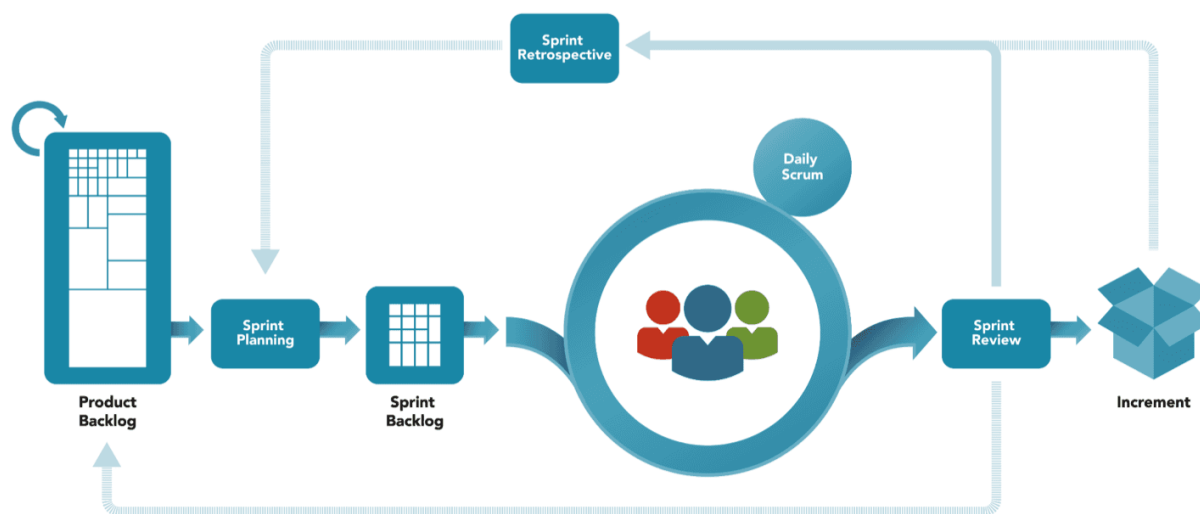 Sprint
Retrospective
Daily
Scrum
Sprint
Planning
Sprint
Review
Product
Backlog
Sprint
Backlog
Increment